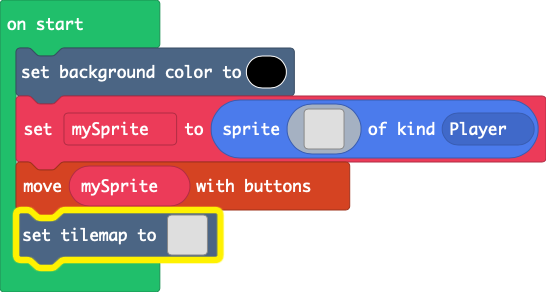 on start
set background color to
set mySprite to sprite of kind Player
move mySprite with buttons
set tilemap to